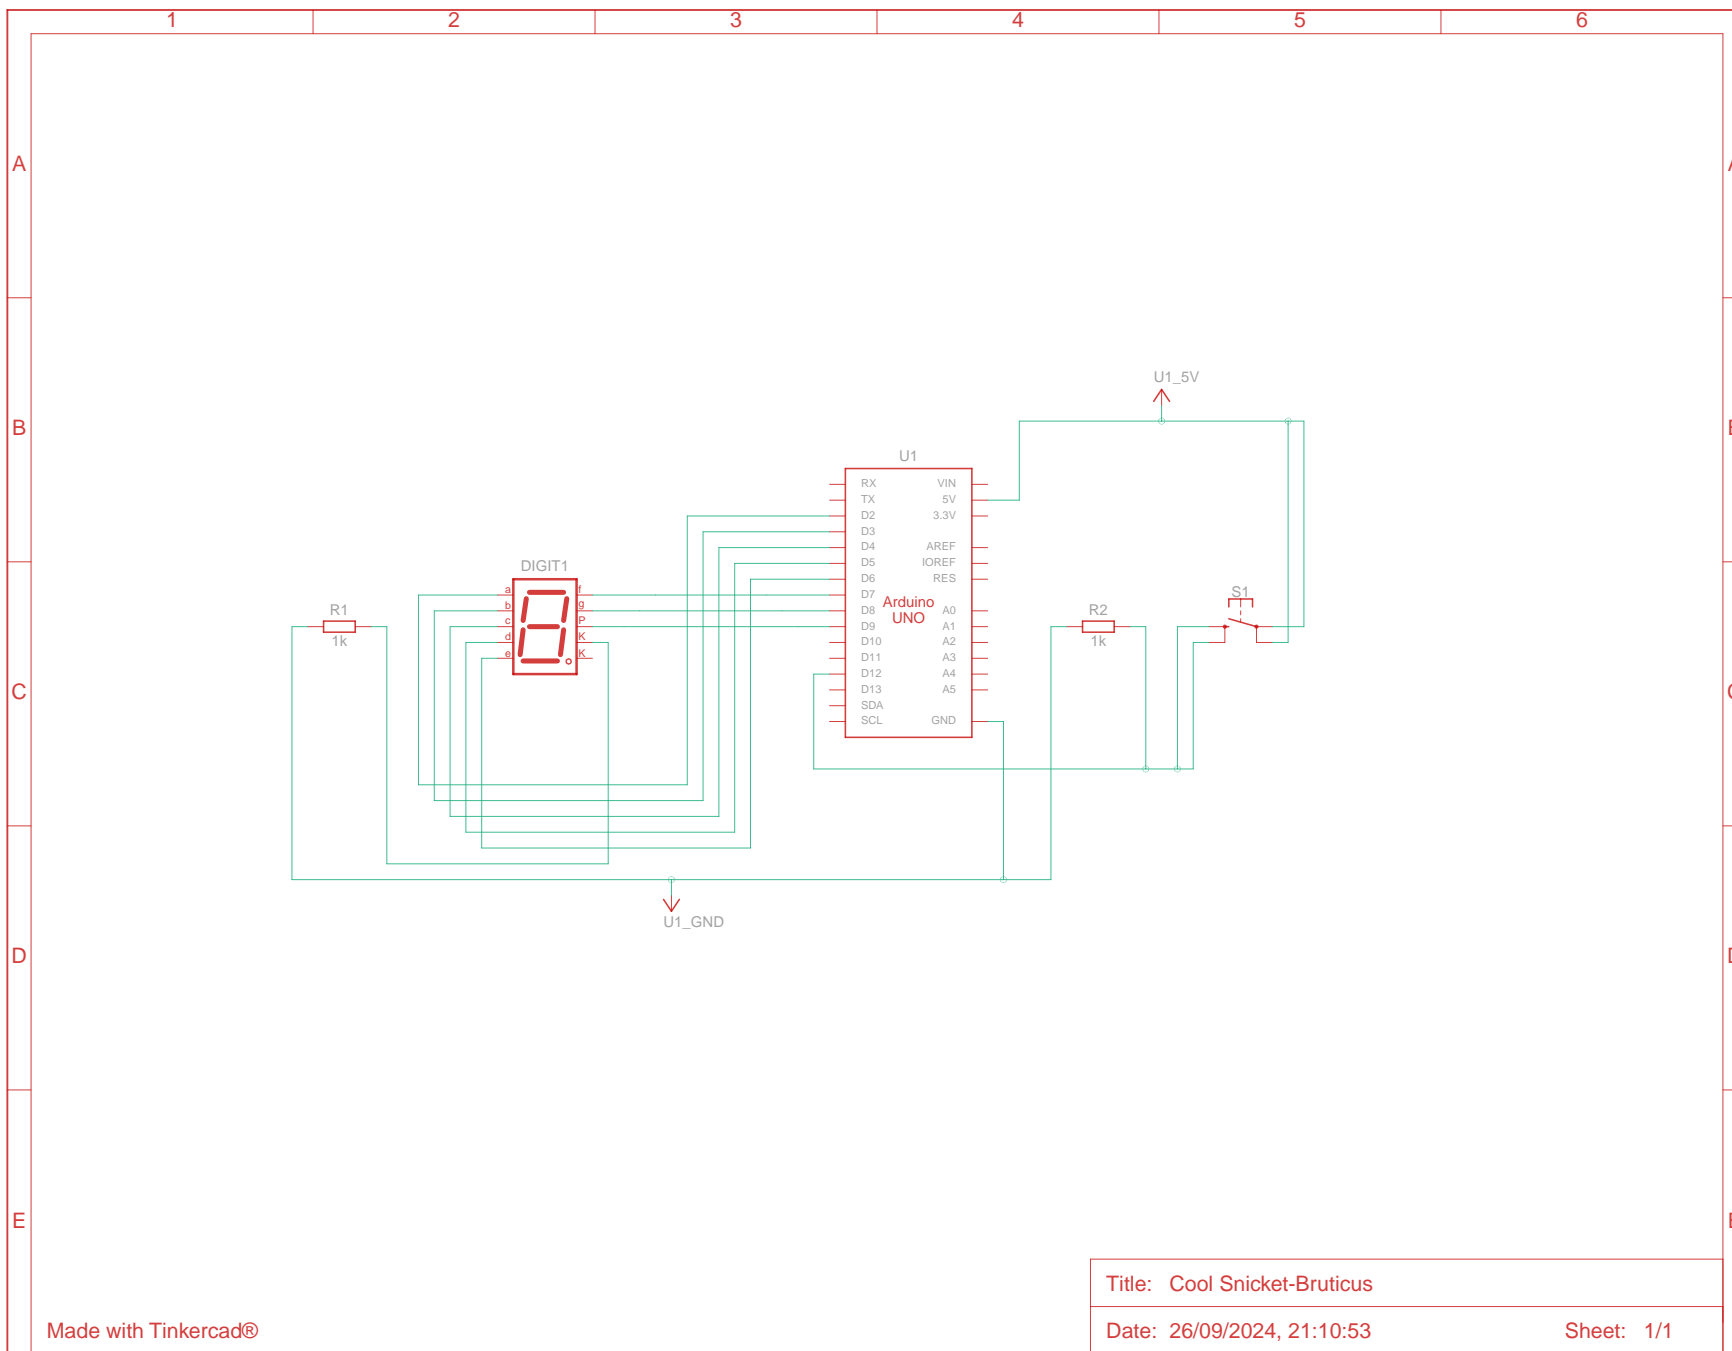 1 2 3 4 5 6
A
U1_5V
B
U1
RX VIN
TX 5V
D2 3.3V
D3
D4 AREF
D5 IOREF
D6 RES
D7
D8 A0
D9 A1
D10 A2
D11 A3
D12 A4
D13 A5
SDA
SCL GND
Arduino
UNO
DIGIT1
a f
b g
c P
d K
e K
R1
1k
R2
1k
S1
C
U1_GND
D
E
Title: Cool Snicket-Bruticus
Made with Tinkercad®
Date: 26/09/2024, 21:10:53 Sheet: 1/1